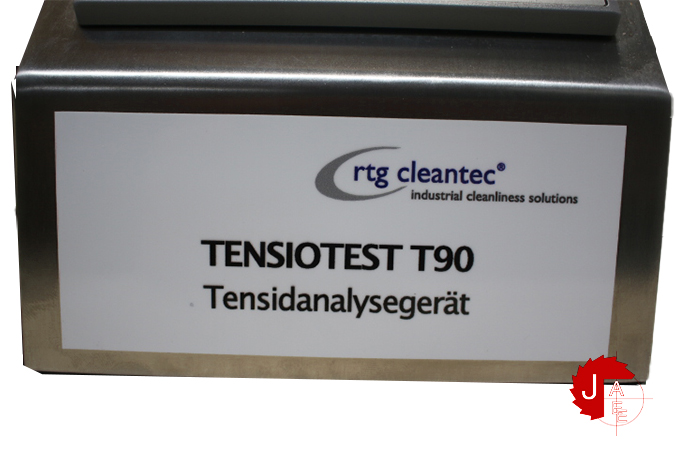 rtg cleantec®
industrial cleanliness solutions
TENSIOTEST T90
Tensidanalysegerät
J
A
E
E